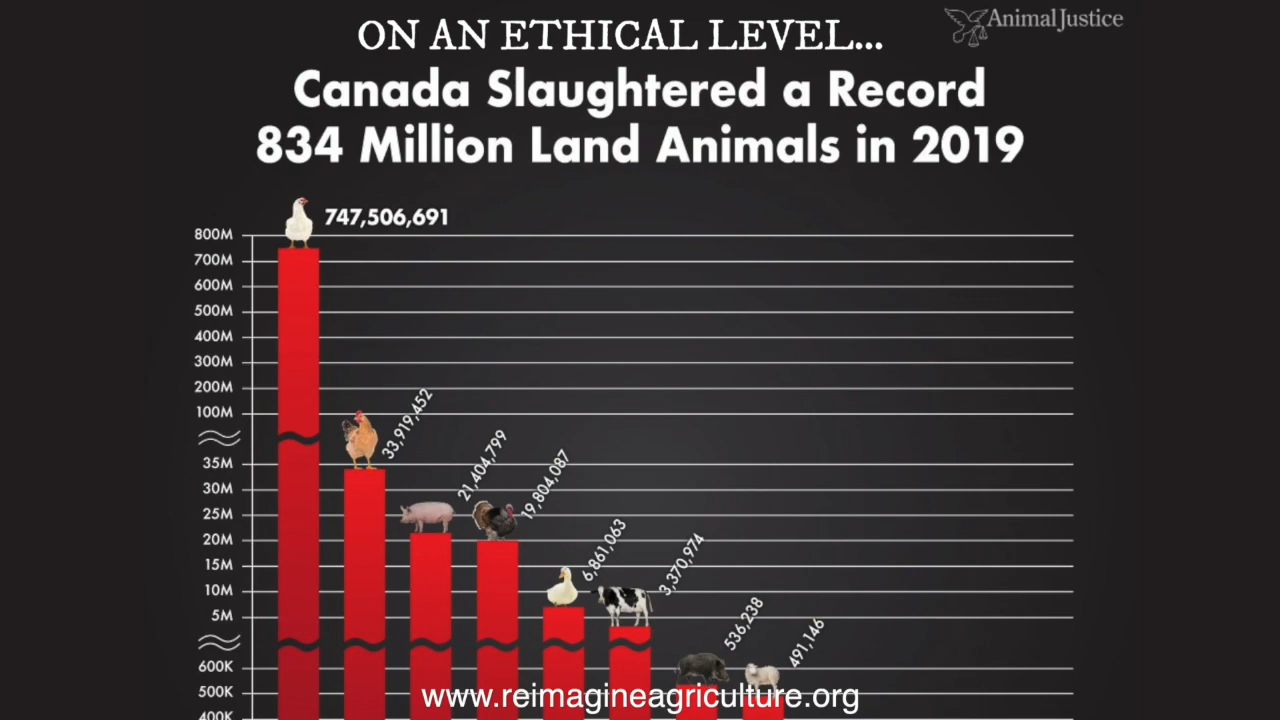 ON AN ETHICAL LEVEL...
AnimalJustice
Canada Slaughtered a Record
834 Million Land Animals in 2019
747,506,691
800M
700M
600M
500M
400M
300M
200M
100M
33,919,452
35M
30M
25M
20M
15M
10M
5M
21,404,799
19,804,087
6,861,063
3,370,974
536,238
491,146
600K
500K
400K
www.reimagineagriculture.org